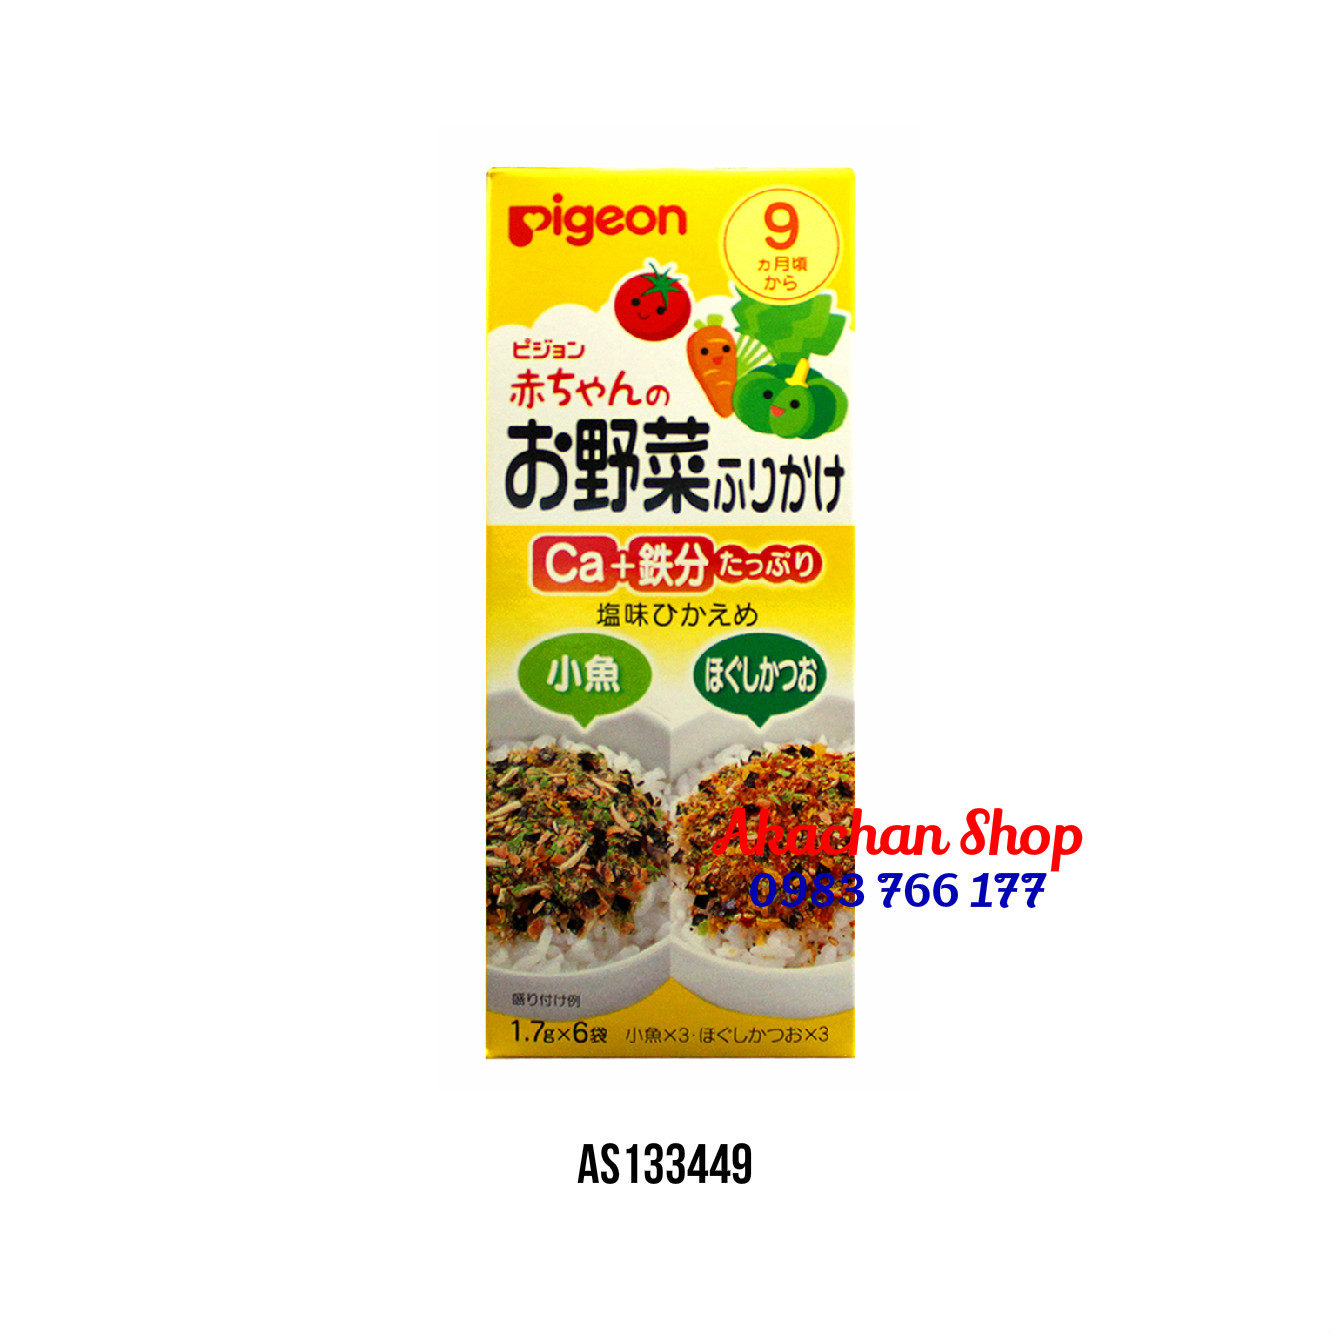 pigeon
9
ヵ月頃
から
ピジョン
赤ちゃんの
お野菜ふりかけ
Ca+鉄分たっぷり
塩味ひかえめ
小魚
ほぐしかつお
Akachan Shop
0983 766 177
盛り付け例
1.7g×6袋 小魚×3・ほぐしかつお×3
AS133449